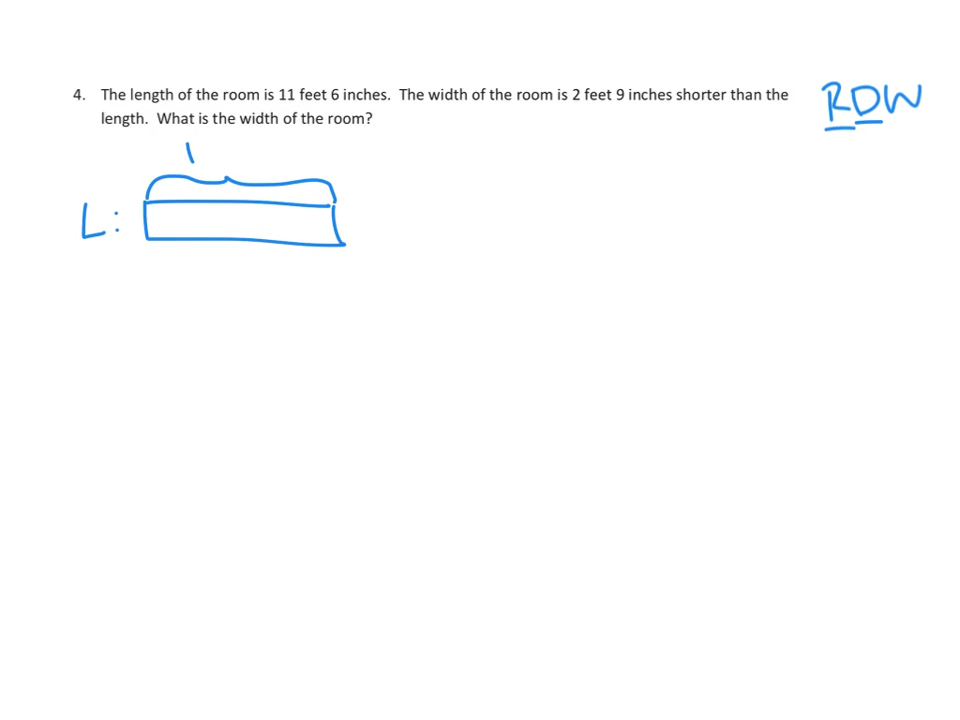 4. The length of the room is 11 feet 6 inches. The width of the room is 2 feet 9 inches shorter than the
length. What is the width of the room?
RDW
1
L: